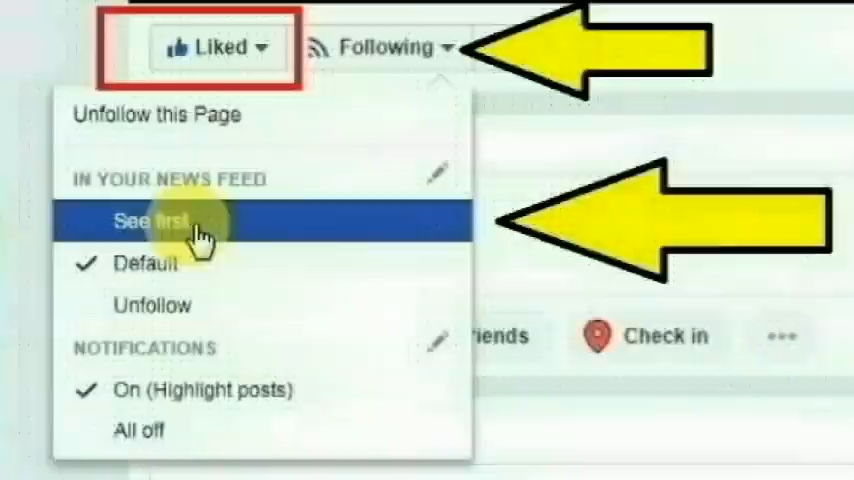 Liked Following
Unfollow this Page
IN YOUR NEWS FEED
See first
Default
Unfollow
NOTIFICATIONS
riends Check in
On (Highlight posts)
All off